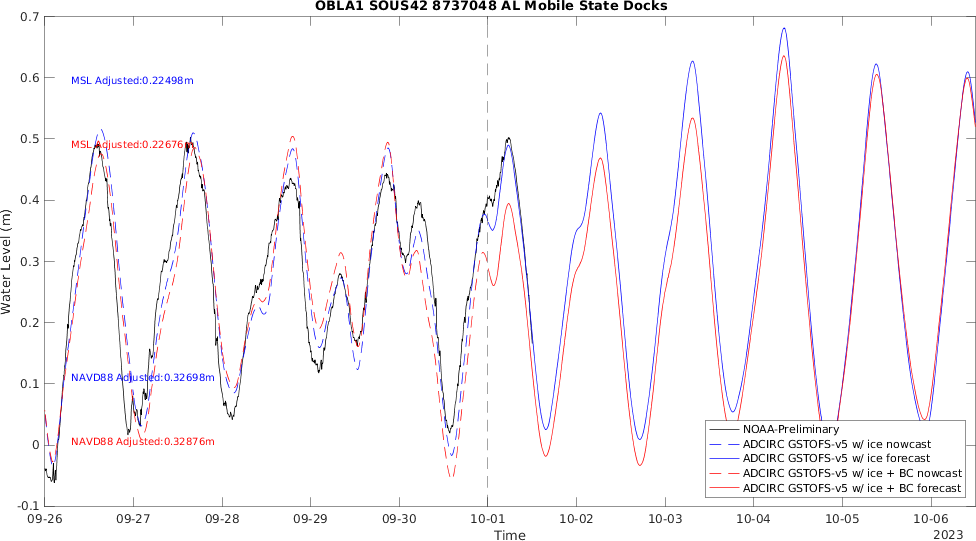 OBLA1 SOUS42 8737048 AL Mobile State Docks
0.7
0.6
0.5
0.4
0.3
0.2
0.1
0
-0.1
Water Level (m)
MSL Adjusted:0.22498m
MSL Adjusted:0.22676m
NAVD88 Adjusted:0.32698m
NAVD88 Adjusted:0.32876m
NOAA-Preliminary
ADCIRC GSTOFS-v5 w/ ice nowcast
ADCIRC GSTOFS-v5 w/ ice forecast
ADCIRC GSTOFS-v5 w/ ice + BC nowcast
ADCIRC GSTOFS-v5 w/ ice + BC forecast
09-26 09-27 09-28 09-29 09-30 10-01 10-02 10-03 10-04 10-05 10-06
Time
2023